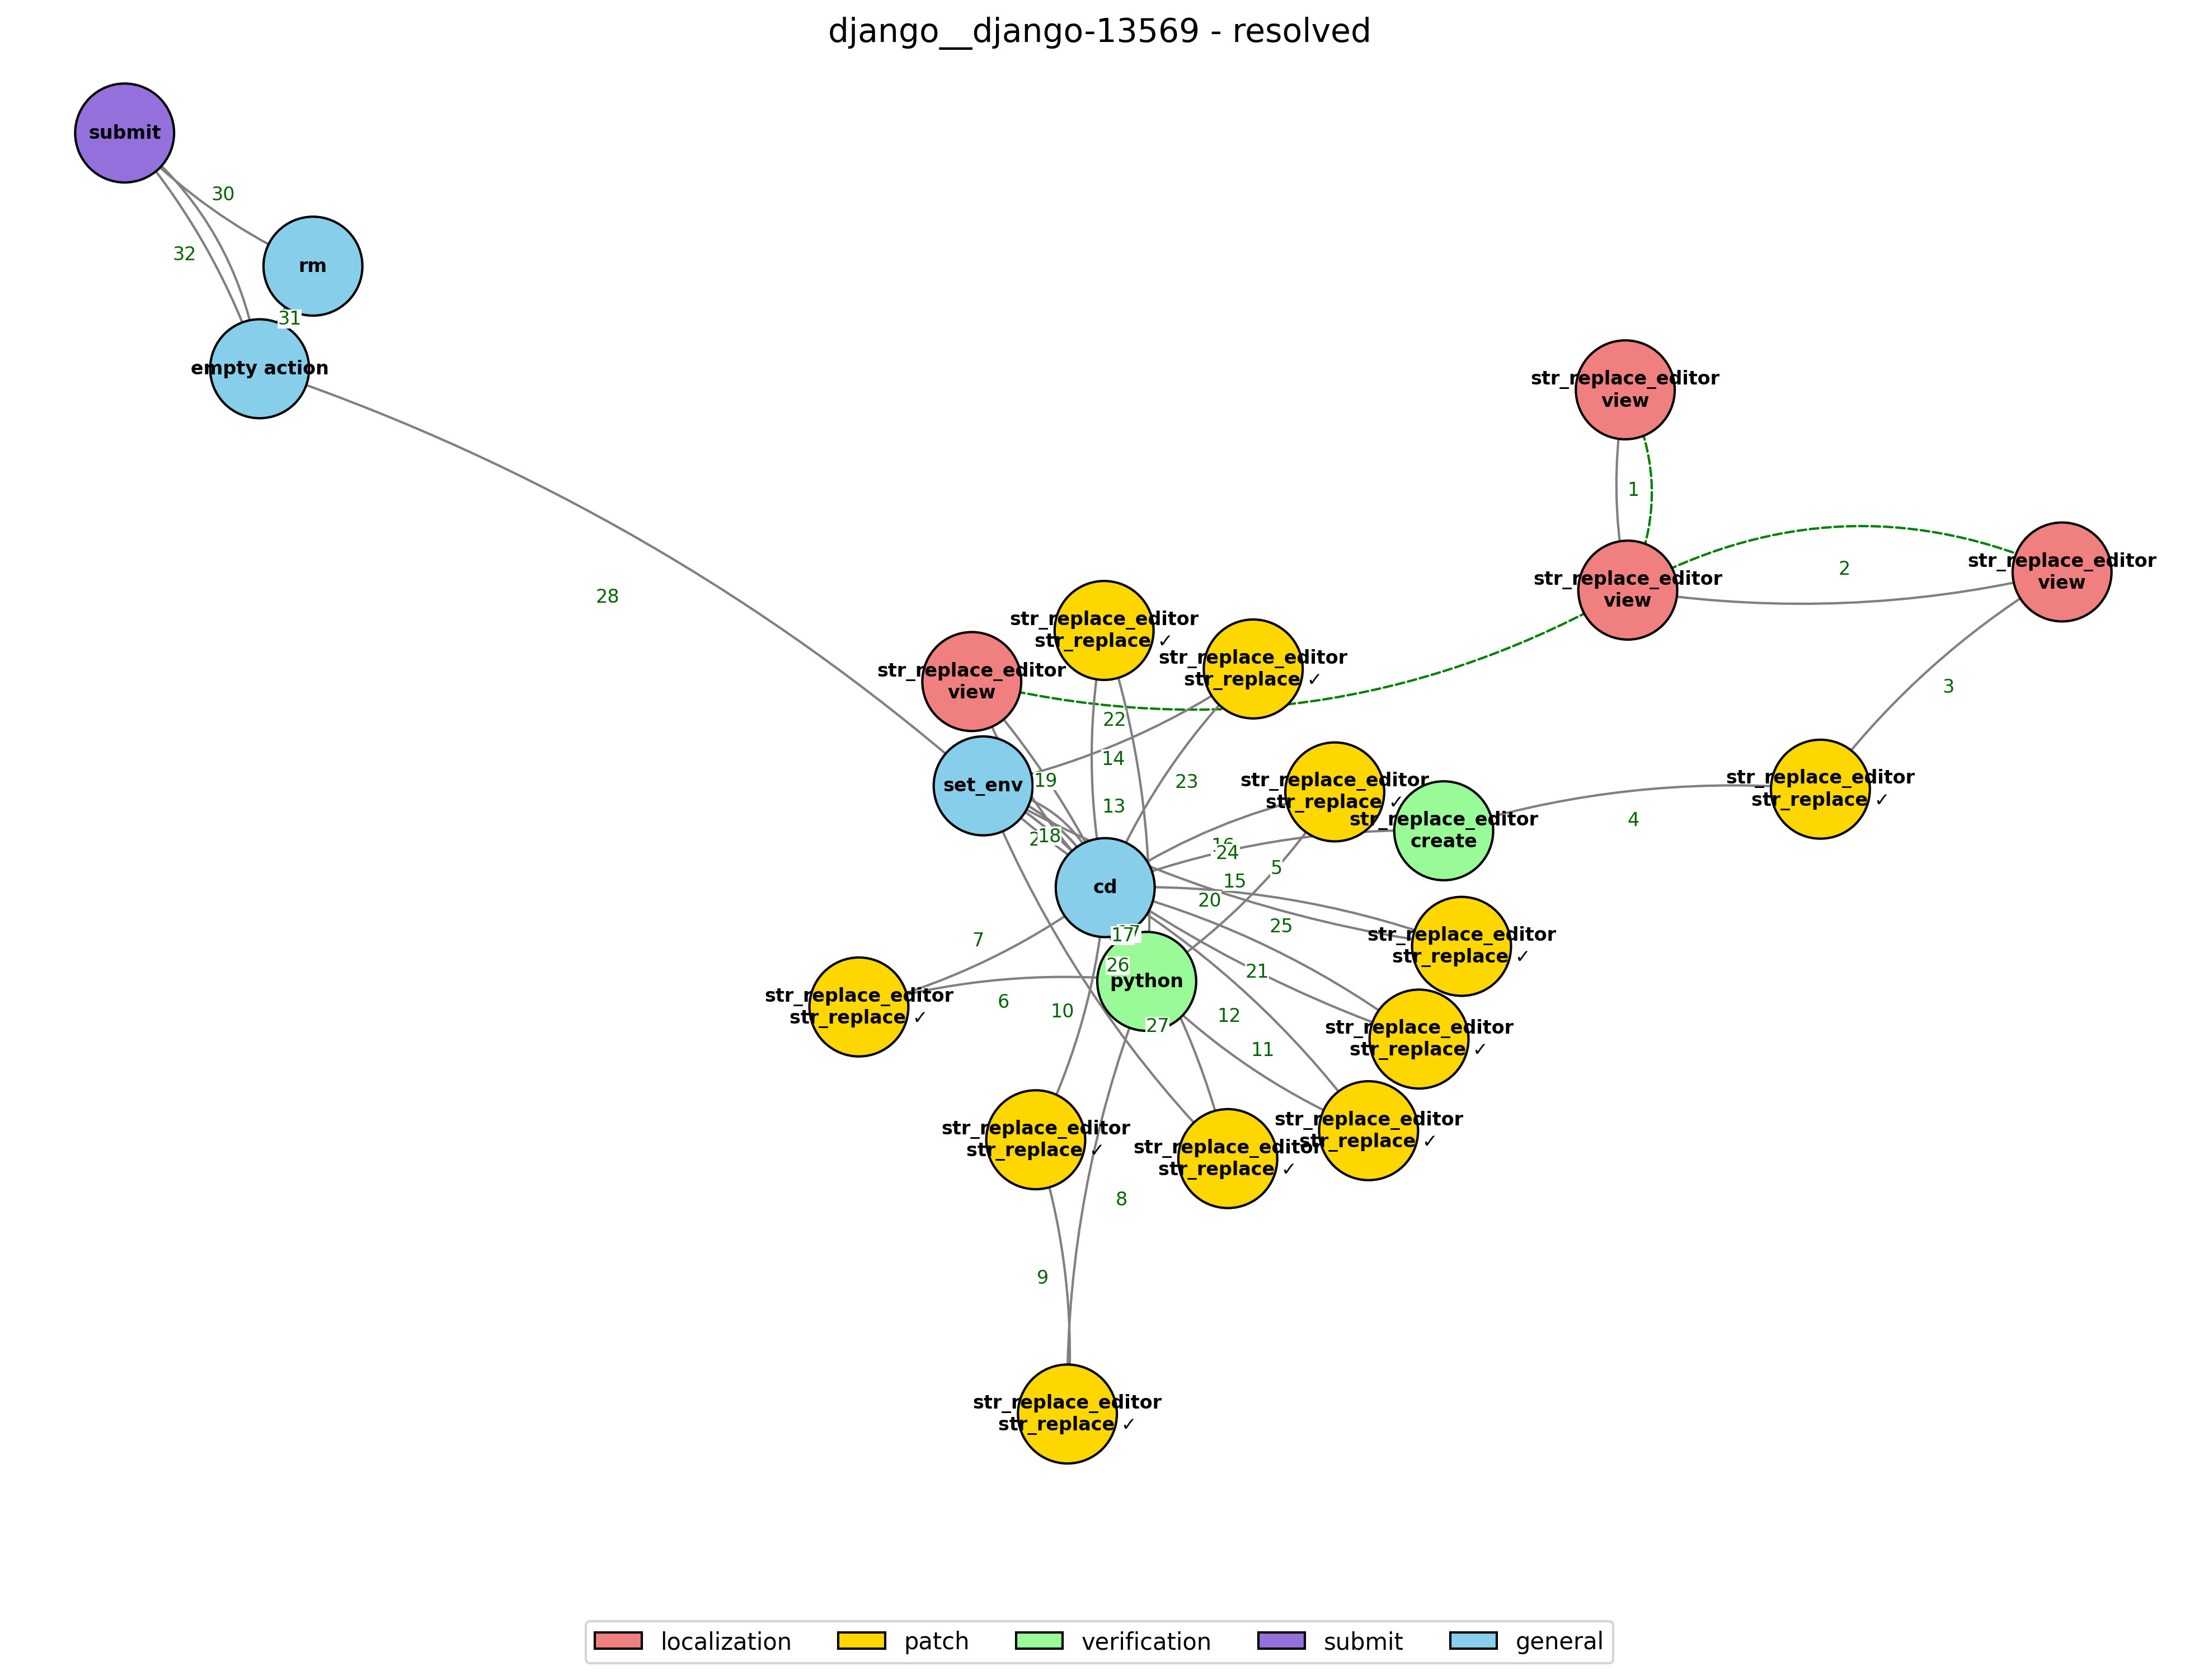 django__django-13569 - resolved
submit
30
32
rm
31
empty action
28
str_replace_editor
view
1
str_replace_editor
view
2
str_replace_editor
view
3
str_replace_editor
view
str_replace_editor
str_replace ✓
str_replace_editor
str_replace ✓
22
14
13
23
19
18
set_env
str_replace_editor
str_replace ✓
str_replace_editor
create
4
str_replace_editor
str_replace ✓
24
5
15
20
25
cd
7
17
26
python
6
10
27
21
12
11
str_replace_editor
str_replace ✓
str_replace_editor
str_replace ✓
str_replace_editor
str_replace ✓
str_replace_editor
str_replace ✓
str_replace_editor
str_replace ✓
str_replace_editor
str_replace ✓
8
9
str_replace_editor
str_replace ✓
localization
patch
verification
submit
general